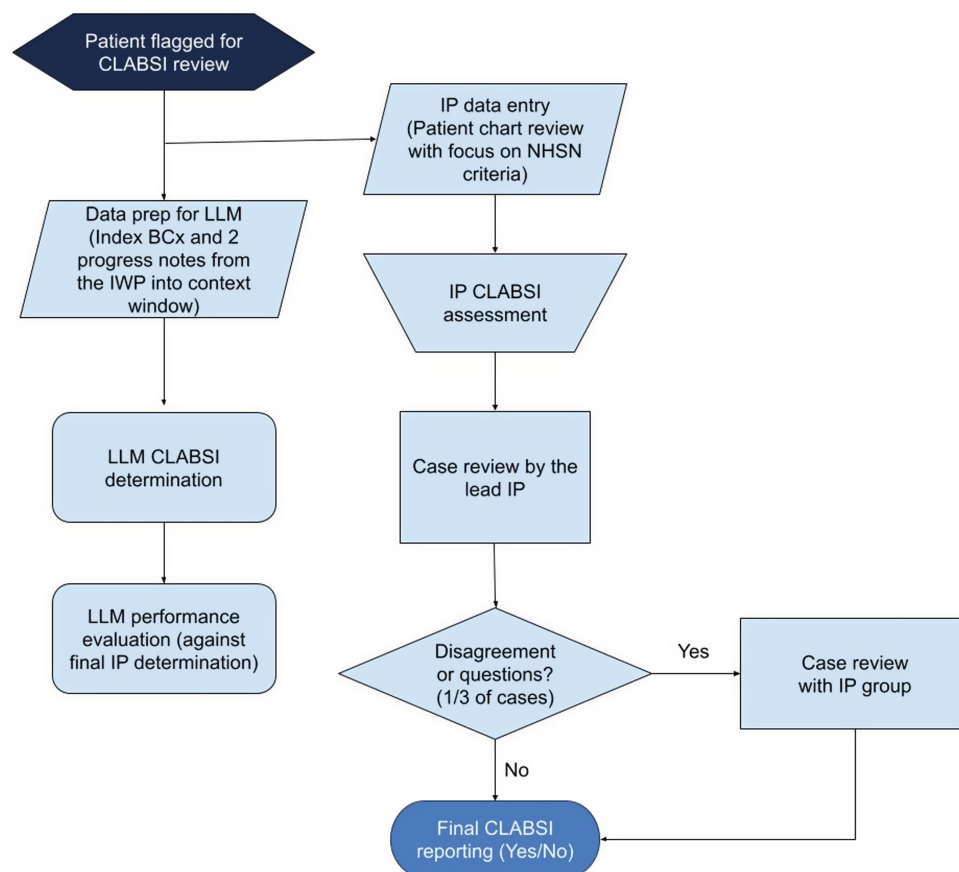 Patient flagged for
CLABSI review
IP data entry
(Patient chart review
with focus on NHSN
criteria)
Data prep for LLM
(Index BCx and 2
progress notes from
the IWP into context
window)
IP CLABSI
assessment
LLM CLABSI
determination
Case review by the
lead IP
LLM performance
evaluation (against
final IP determination)
Disagreement
or questions?
(1/3 of cases)
Yes
Case review
with IP group
No
Final CLABSI
reporting (Yes/No)